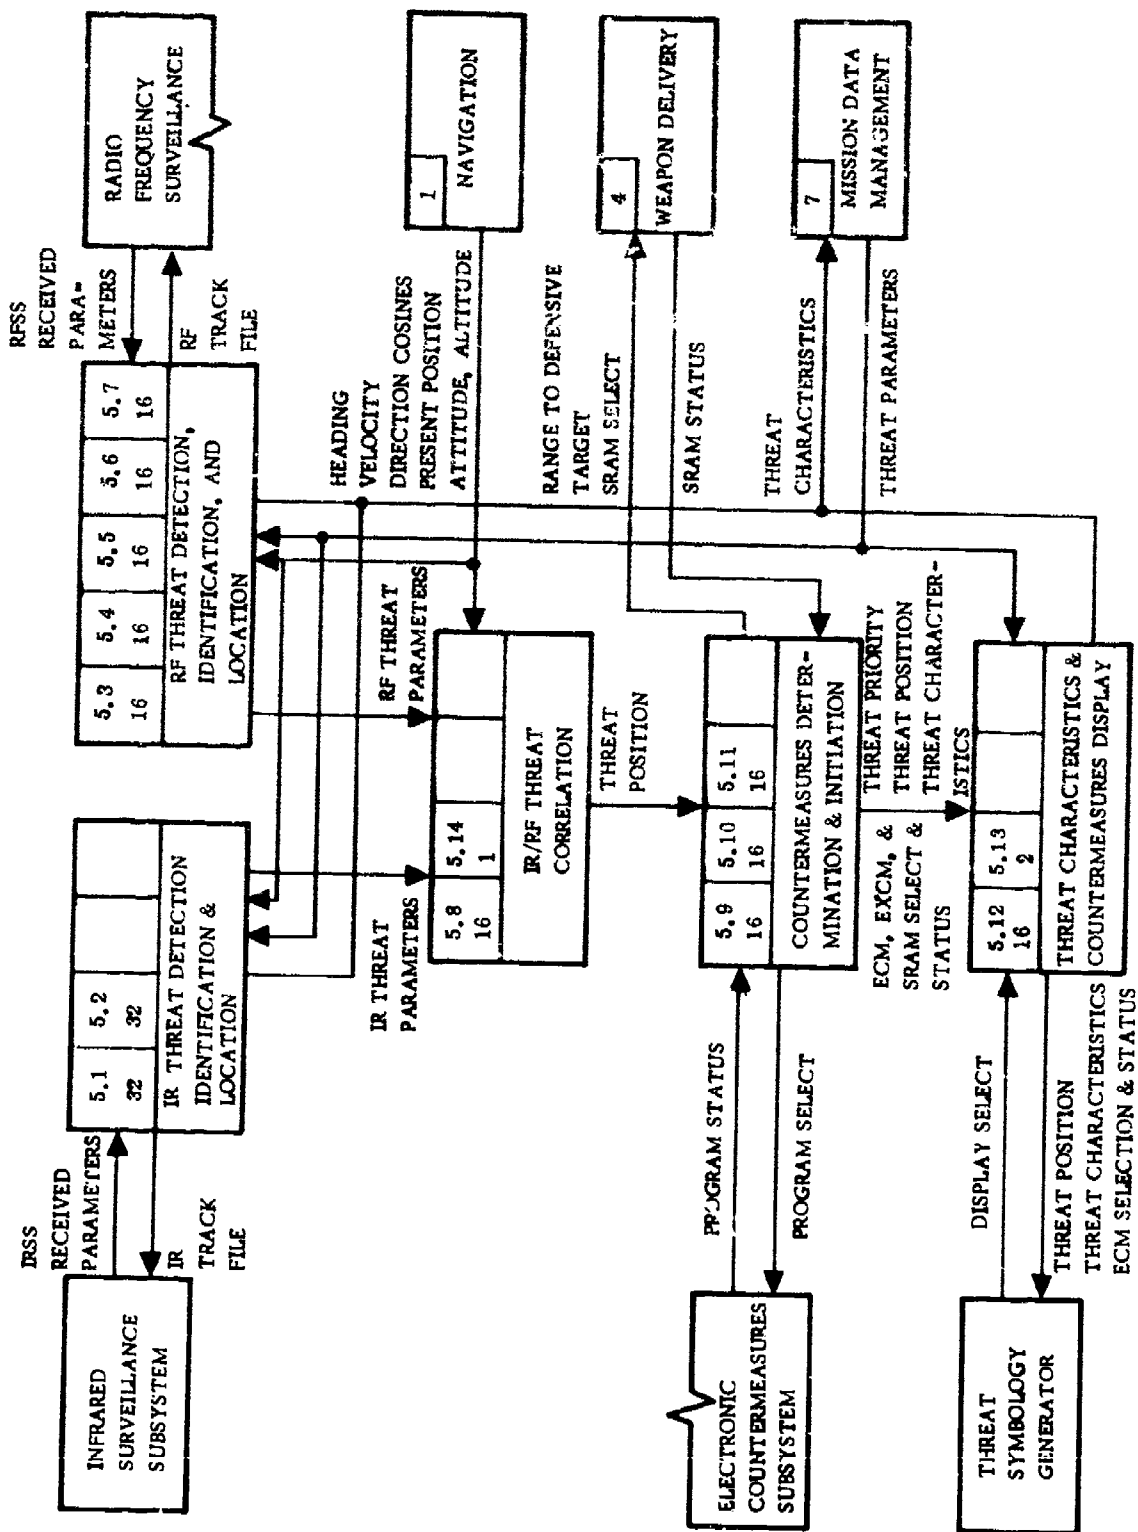 INFRARED
SURVEILLANCE
SUBSYSTEM
IRSS
RECEIVED
PARAMETERS
IR
TRACK
FILE
5.1 5.2
32 32
IR THREAT DETECTION
IDENTIFICATION &
LOCATION
5.3 5.4 5.5 5.6 5.7
16 16 16 16 16
RF THREAT DETECTION,
IDENTIFICATION, AND
LOCATION
RFSS
RECEIVED
PARA-
METERS
RF
TRACK
FILE
RADIO
FREQUENCY
SURVEILLANCE
HEADING
VELOCITY
DIRECTION COSINES
PRESENT POSITION
ATTITUDE, ALTITUDE
1
NAVIGATION
IR THREAT
PARAMETERS
RF THREAT
PARAMETERS
5.8 5.14
16 1
IR/RF THREAT
CORRELATION
THREAT
POSITION
RANGE TO DEFENSIVE
TARGET
SRAM SELECT
SRAM STATUS
4
WEAPON DELIVERY
ELECTRONIC
COUNTERMEASURES
SUBSYSTEM
PROGRAM STATUS
PROGRAM SELECT
5.9 5.10 5.11
16 16 16
COUNTERMEASURES DETER-
MINATION & INITIATION
THREAT
CHARACTERISTICS
THREAT PARAMETERS
7
MISSION DATA
MANAGEMENT
ECM, EXCM, &
SRAM SELECT &
STATUS
THREAT PRIORITY
THREAT POSITION
THREAT CHARACTER-
ISTICS
THREAT
SYMBOLOGY
GENERATOR
DISPLAY SELECT
THREAT POSITION
THREAT CHARACTERISTICS
ECM SELECTION & STATUS
5.12 5.13
16 2
THREAT CHARACTERISTICS &
COUNTERMEASURES DISPLAY